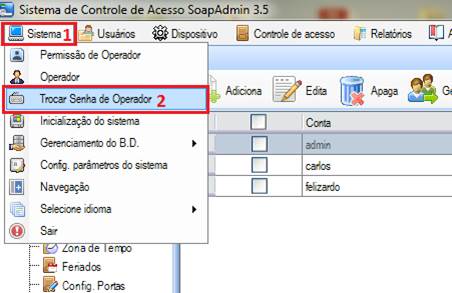 Sistema de Controle de Acesso SoapAdmin 3.5
Sistema 1 Usuários Dispositivo Controle de acesso Relatórios
Permissão de Operador
Operador
Trocar Senha de Operador 2
Inicialização do sistema
Gerenciamento do B.D.
Config. parâmetros do sistema
Navegação
Selecione idioma
Sair
Adiciona Edita Apaga Ge
Conta
admin
carlos
felizardo
Zona de Tempo
Feriados
Config. Portas